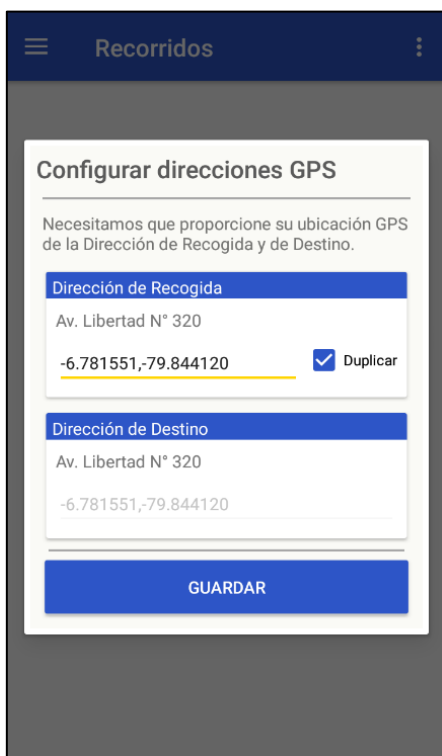 Recorridos
Configurar direcciones GPS
Necesitamos que proporcione su ubicación GPS
de la Dirección de Recogida y de Destino.
Dirección de Recogida
Av. Libertad N° 320
-6.781551,-79.844120
Duplicar
Dirección de Destino
Av. Libertad N° 320
-6.781551,-79.844120
GUARDAR